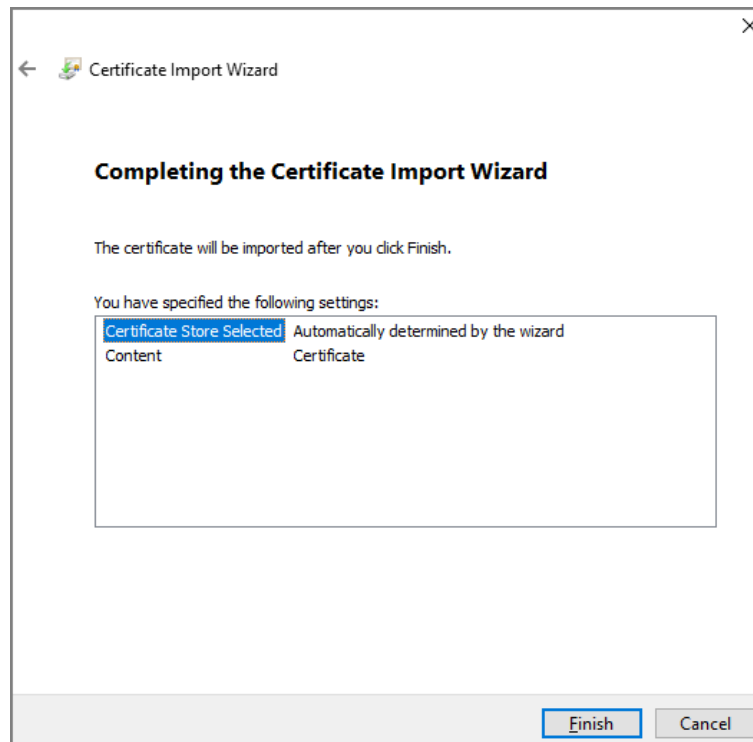 Certificate Import Wizard
Completing the Certificate Import Wizard
The certificate will be imported after you click Finish.
You have specified the following settings:
Certificate Store Selected Automatically determined by the wizard
Content Certificate
Finish Cancel